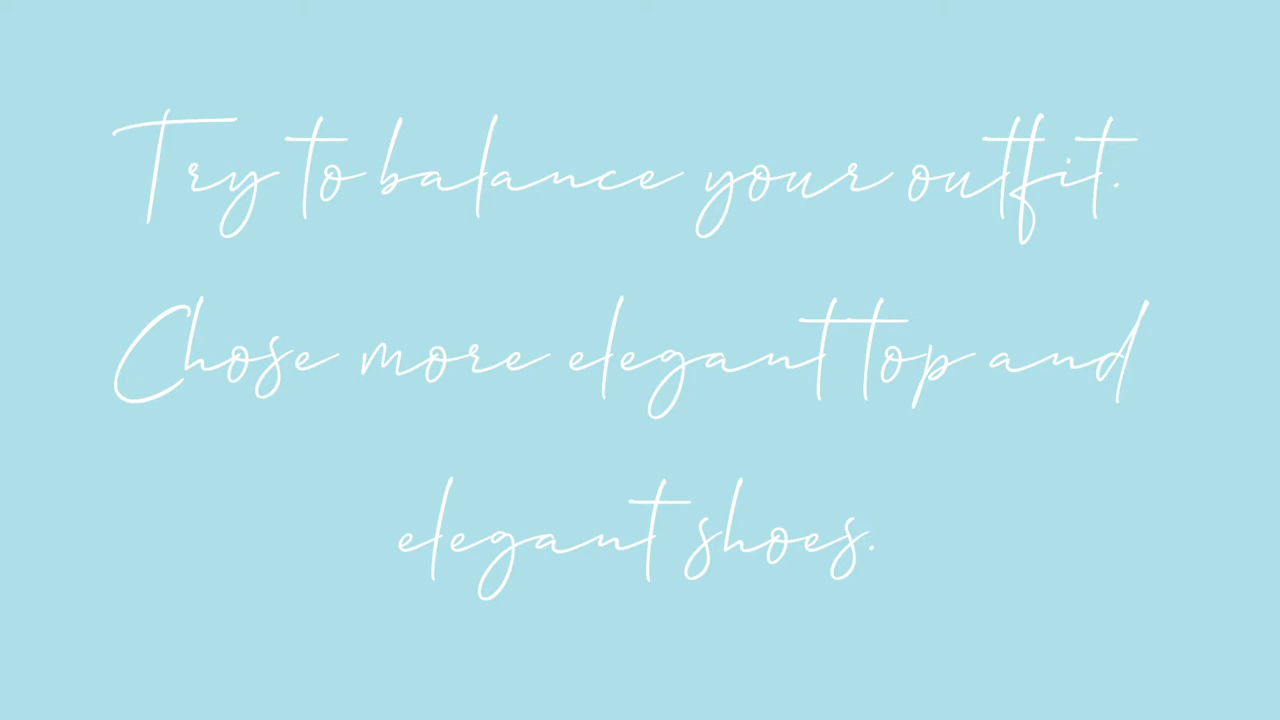 Try to balance your outfit.
Chose more elegant top and
elegant shoes.